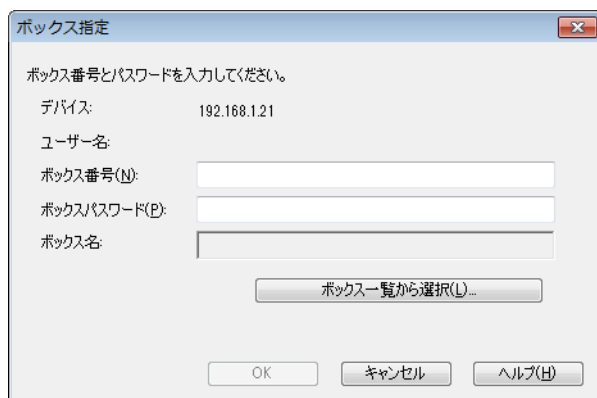 ボックス指定
ボックス番号とパスワードを入力してください。
デバイス: 192.168.1.21
ユーザー名:
ボックス番号(N):
ボックスパスワード(P):
ボックス名:
ボックス一覧から選択(L)...
OK キャンセル ヘルプ(H)